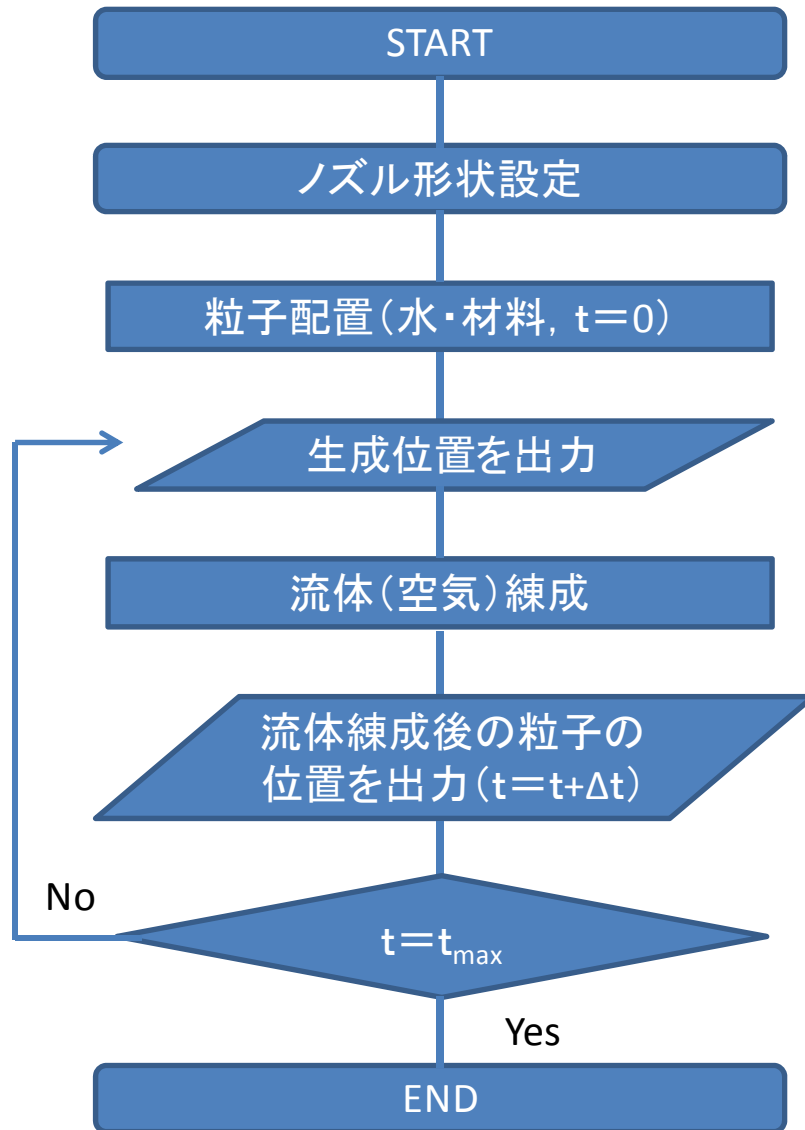 START
ノズル形状設定
粒子配置(水・材料, t=0)
生成位置を出力
流体(空気)練成
流体練成後の粒子の
位置を出力(t=t+Δt)
No
t=tmax
Yes
END